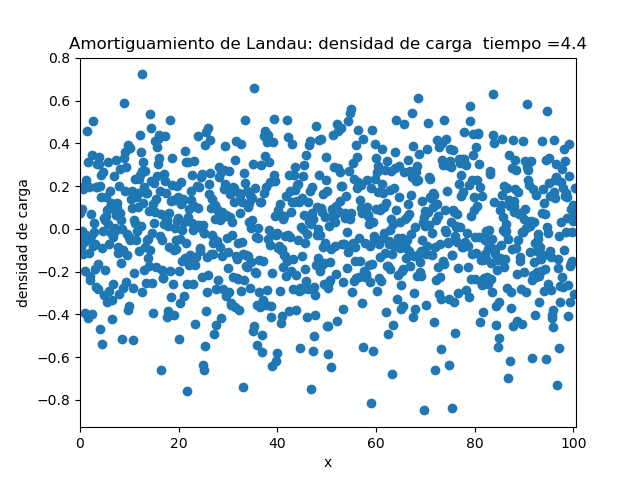 Amortiguamiento de Landau: densidad de carga  tiempo =4.4
densidad de carga
0.8
0.6
0.4
0.2
0.0
−0.2
−0.4
−0.6
−0.8
0 20 40 60 80 100
x